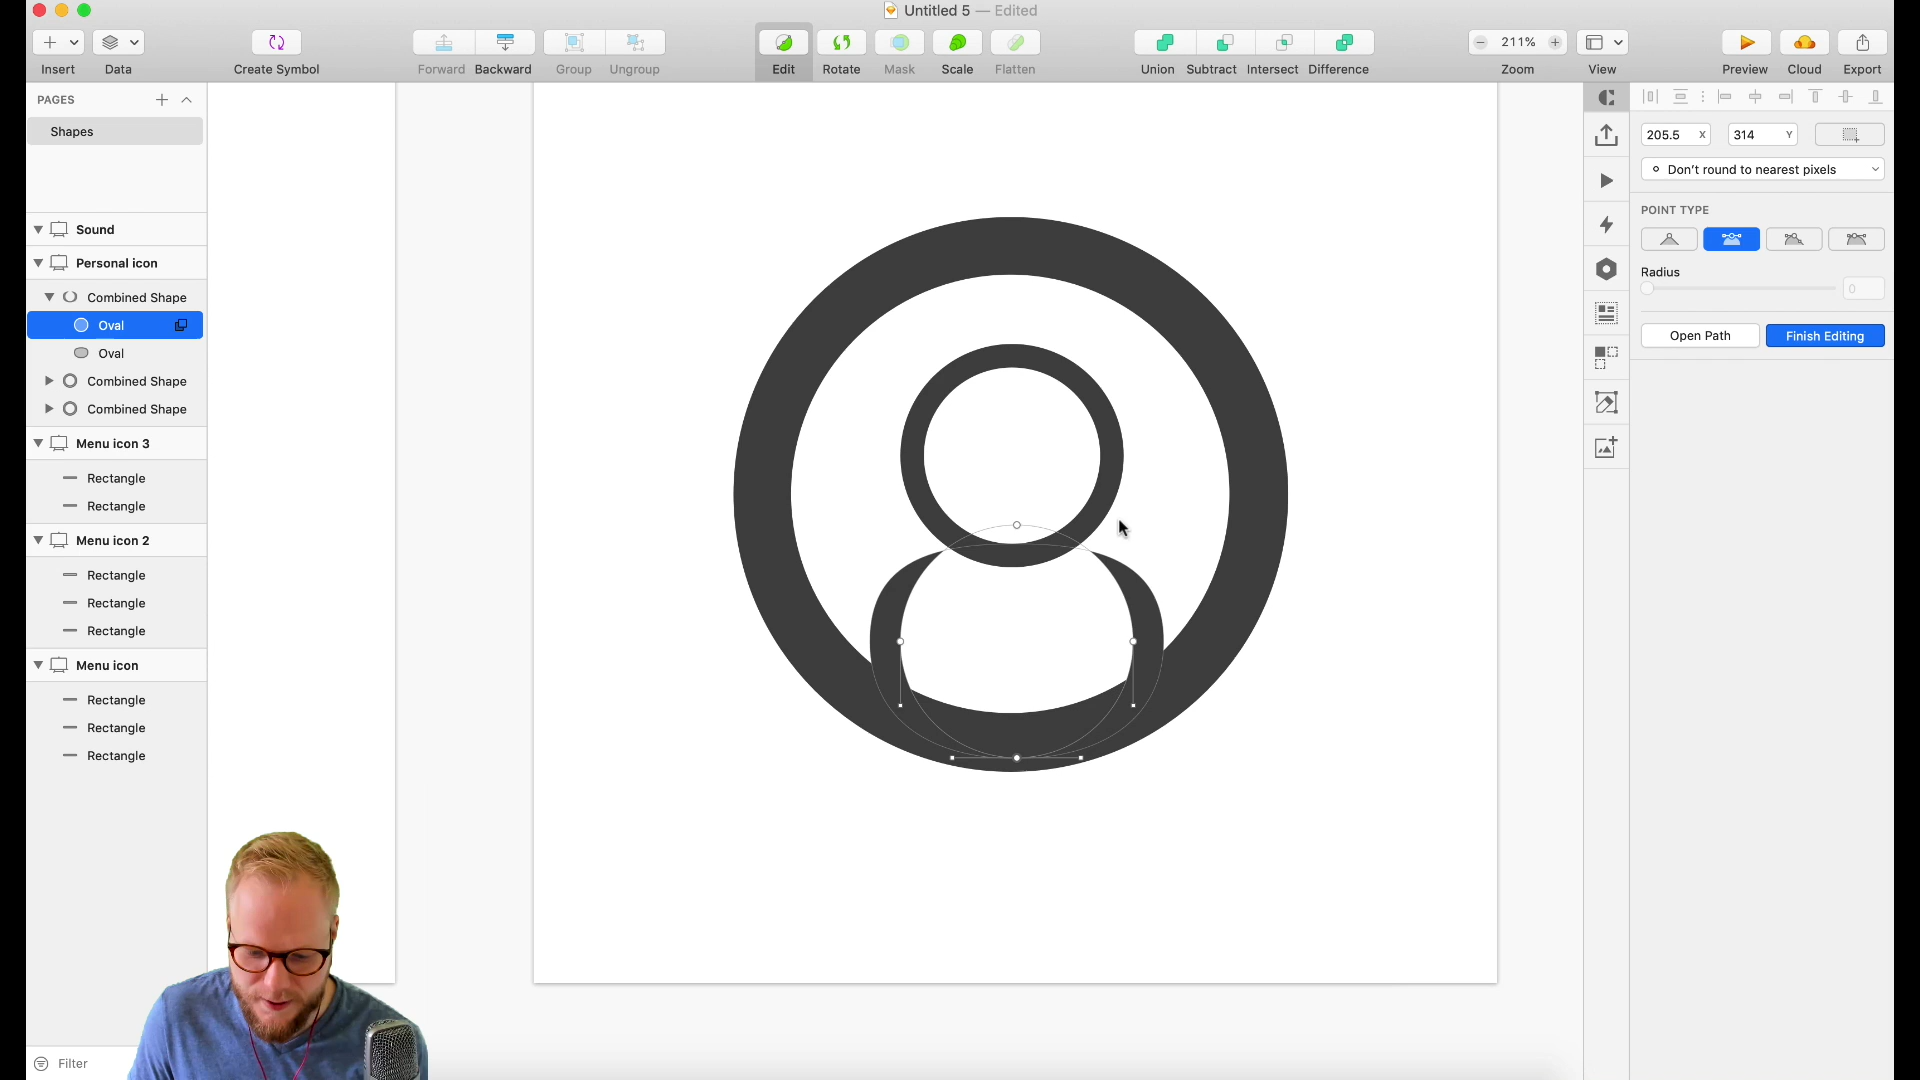 Untitled 5 — Edited
Insert
Data
Create Symbol
Forward
Backward
Group
Ungroup
Edit
Rotate
Mask
Scale
Flatten
Union
Subtract
Intersect
Difference
211%
Zoom
View
Preview
Cloud
Export
PAGES
Shapes
Sound
Personal icon
Combined Shape
Oval
Oval
Combined Shape
Combined Shape
Menu icon 3
Rectangle
Rectangle
Menu icon 2
Rectangle
Rectangle
Rectangle
Menu icon
Rectangle
Rectangle
Rectangle
Filter
205.5 X
314 Y
Don't round to nearest pixels
POINT TYPE
Radius
0
Open Path
Finish Editing